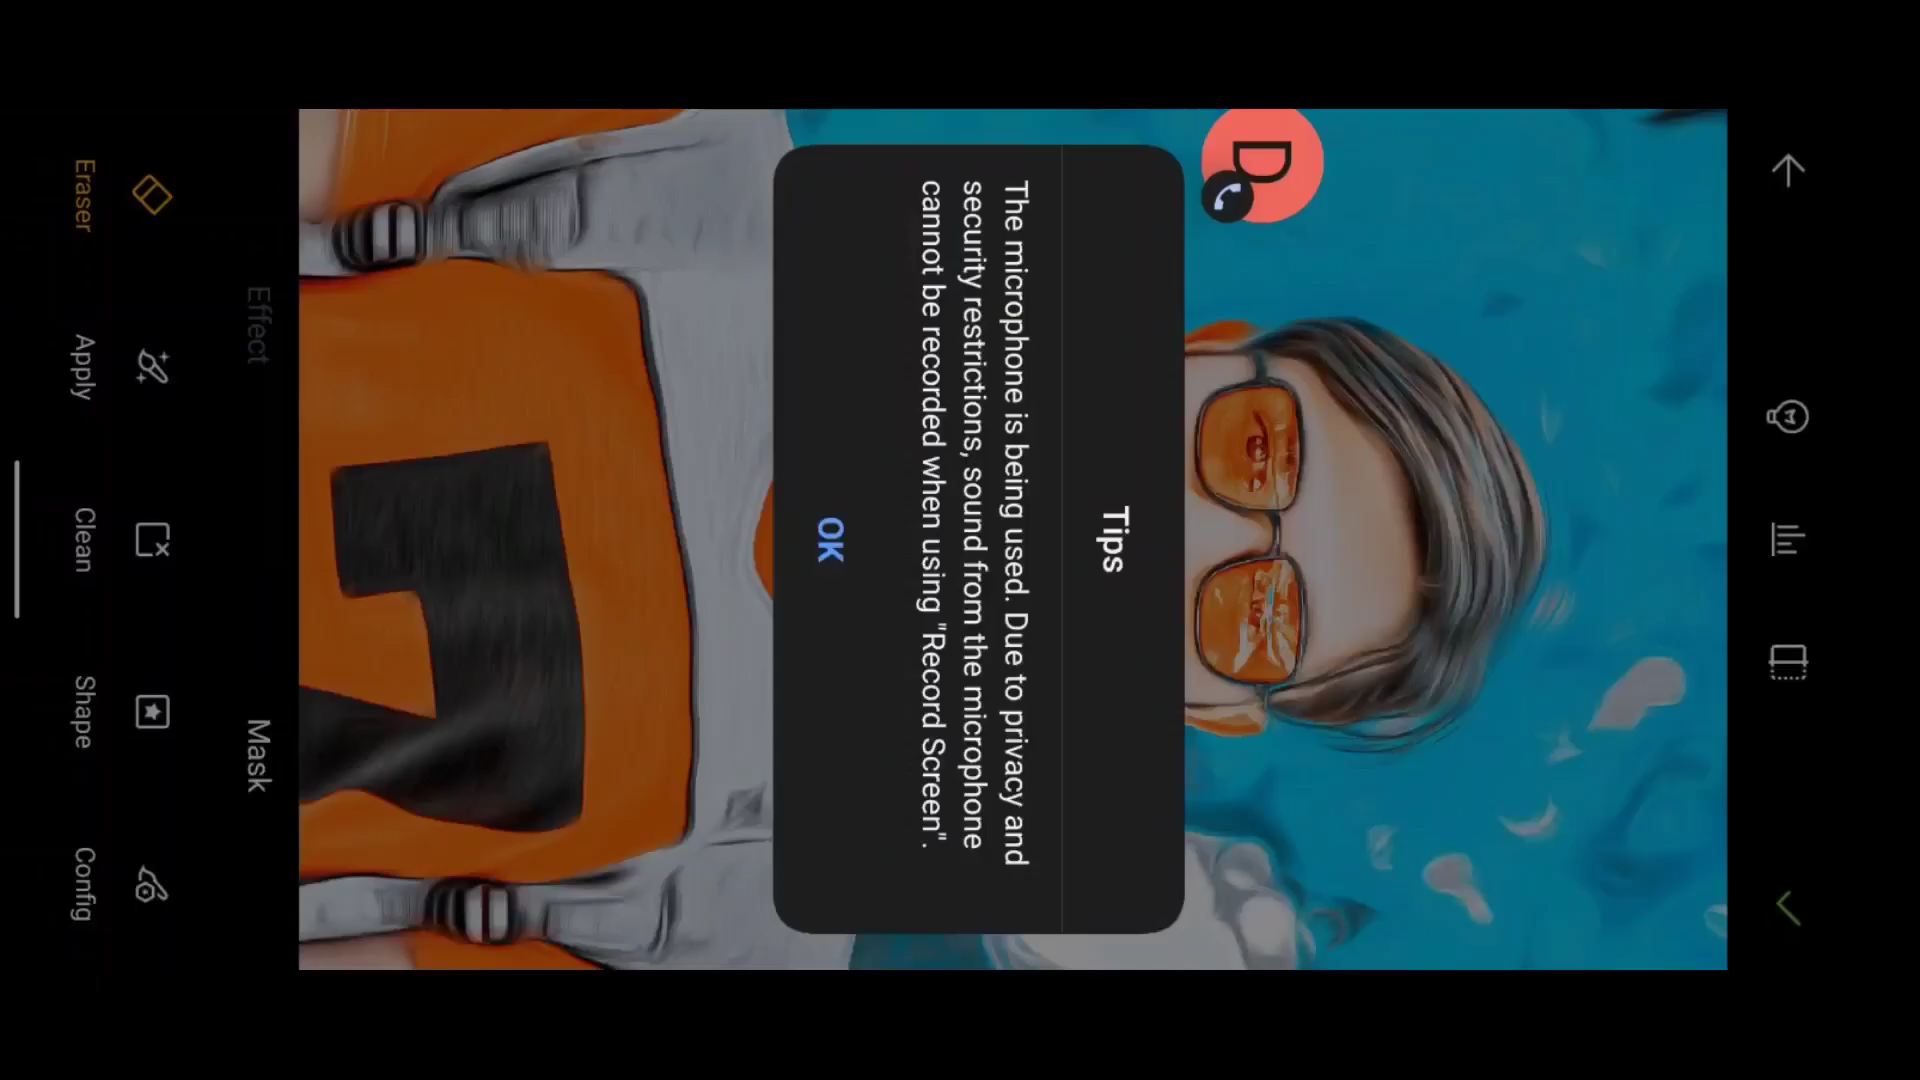 D
Tips
The microphone is being used. Due to privacy and
security restrictions, sound from the microphone
cannot be recorded when using "Record Screen".
OK
Effect
Mask
Eraser
Apply
Clean
Shape
Config